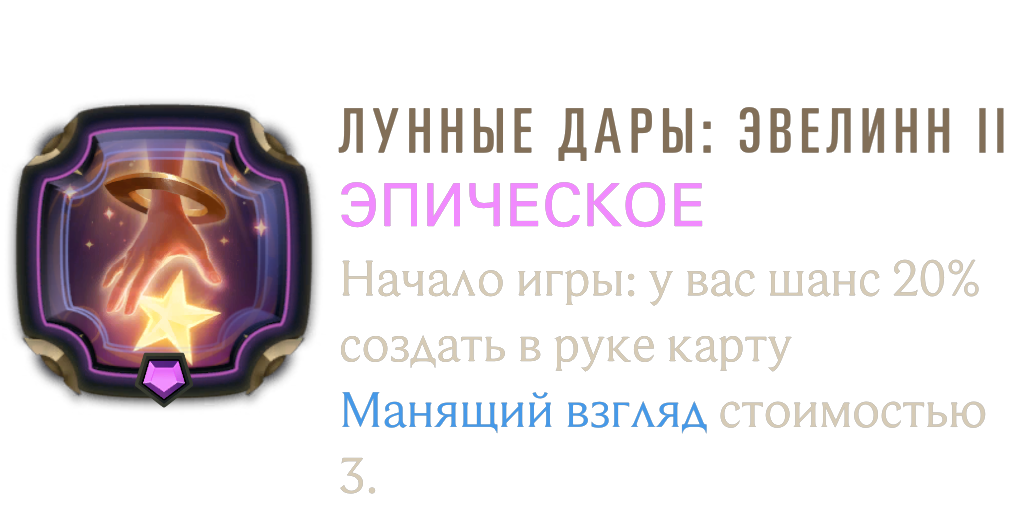 ЛУННЫЕ ДАРЫ: ЭВЕЛИНН II
ЭПИЧЕСКОЕ
Начало игры: у вас шанс 20%
создать в руке карту
Манящий взгляд стоимостью
3.